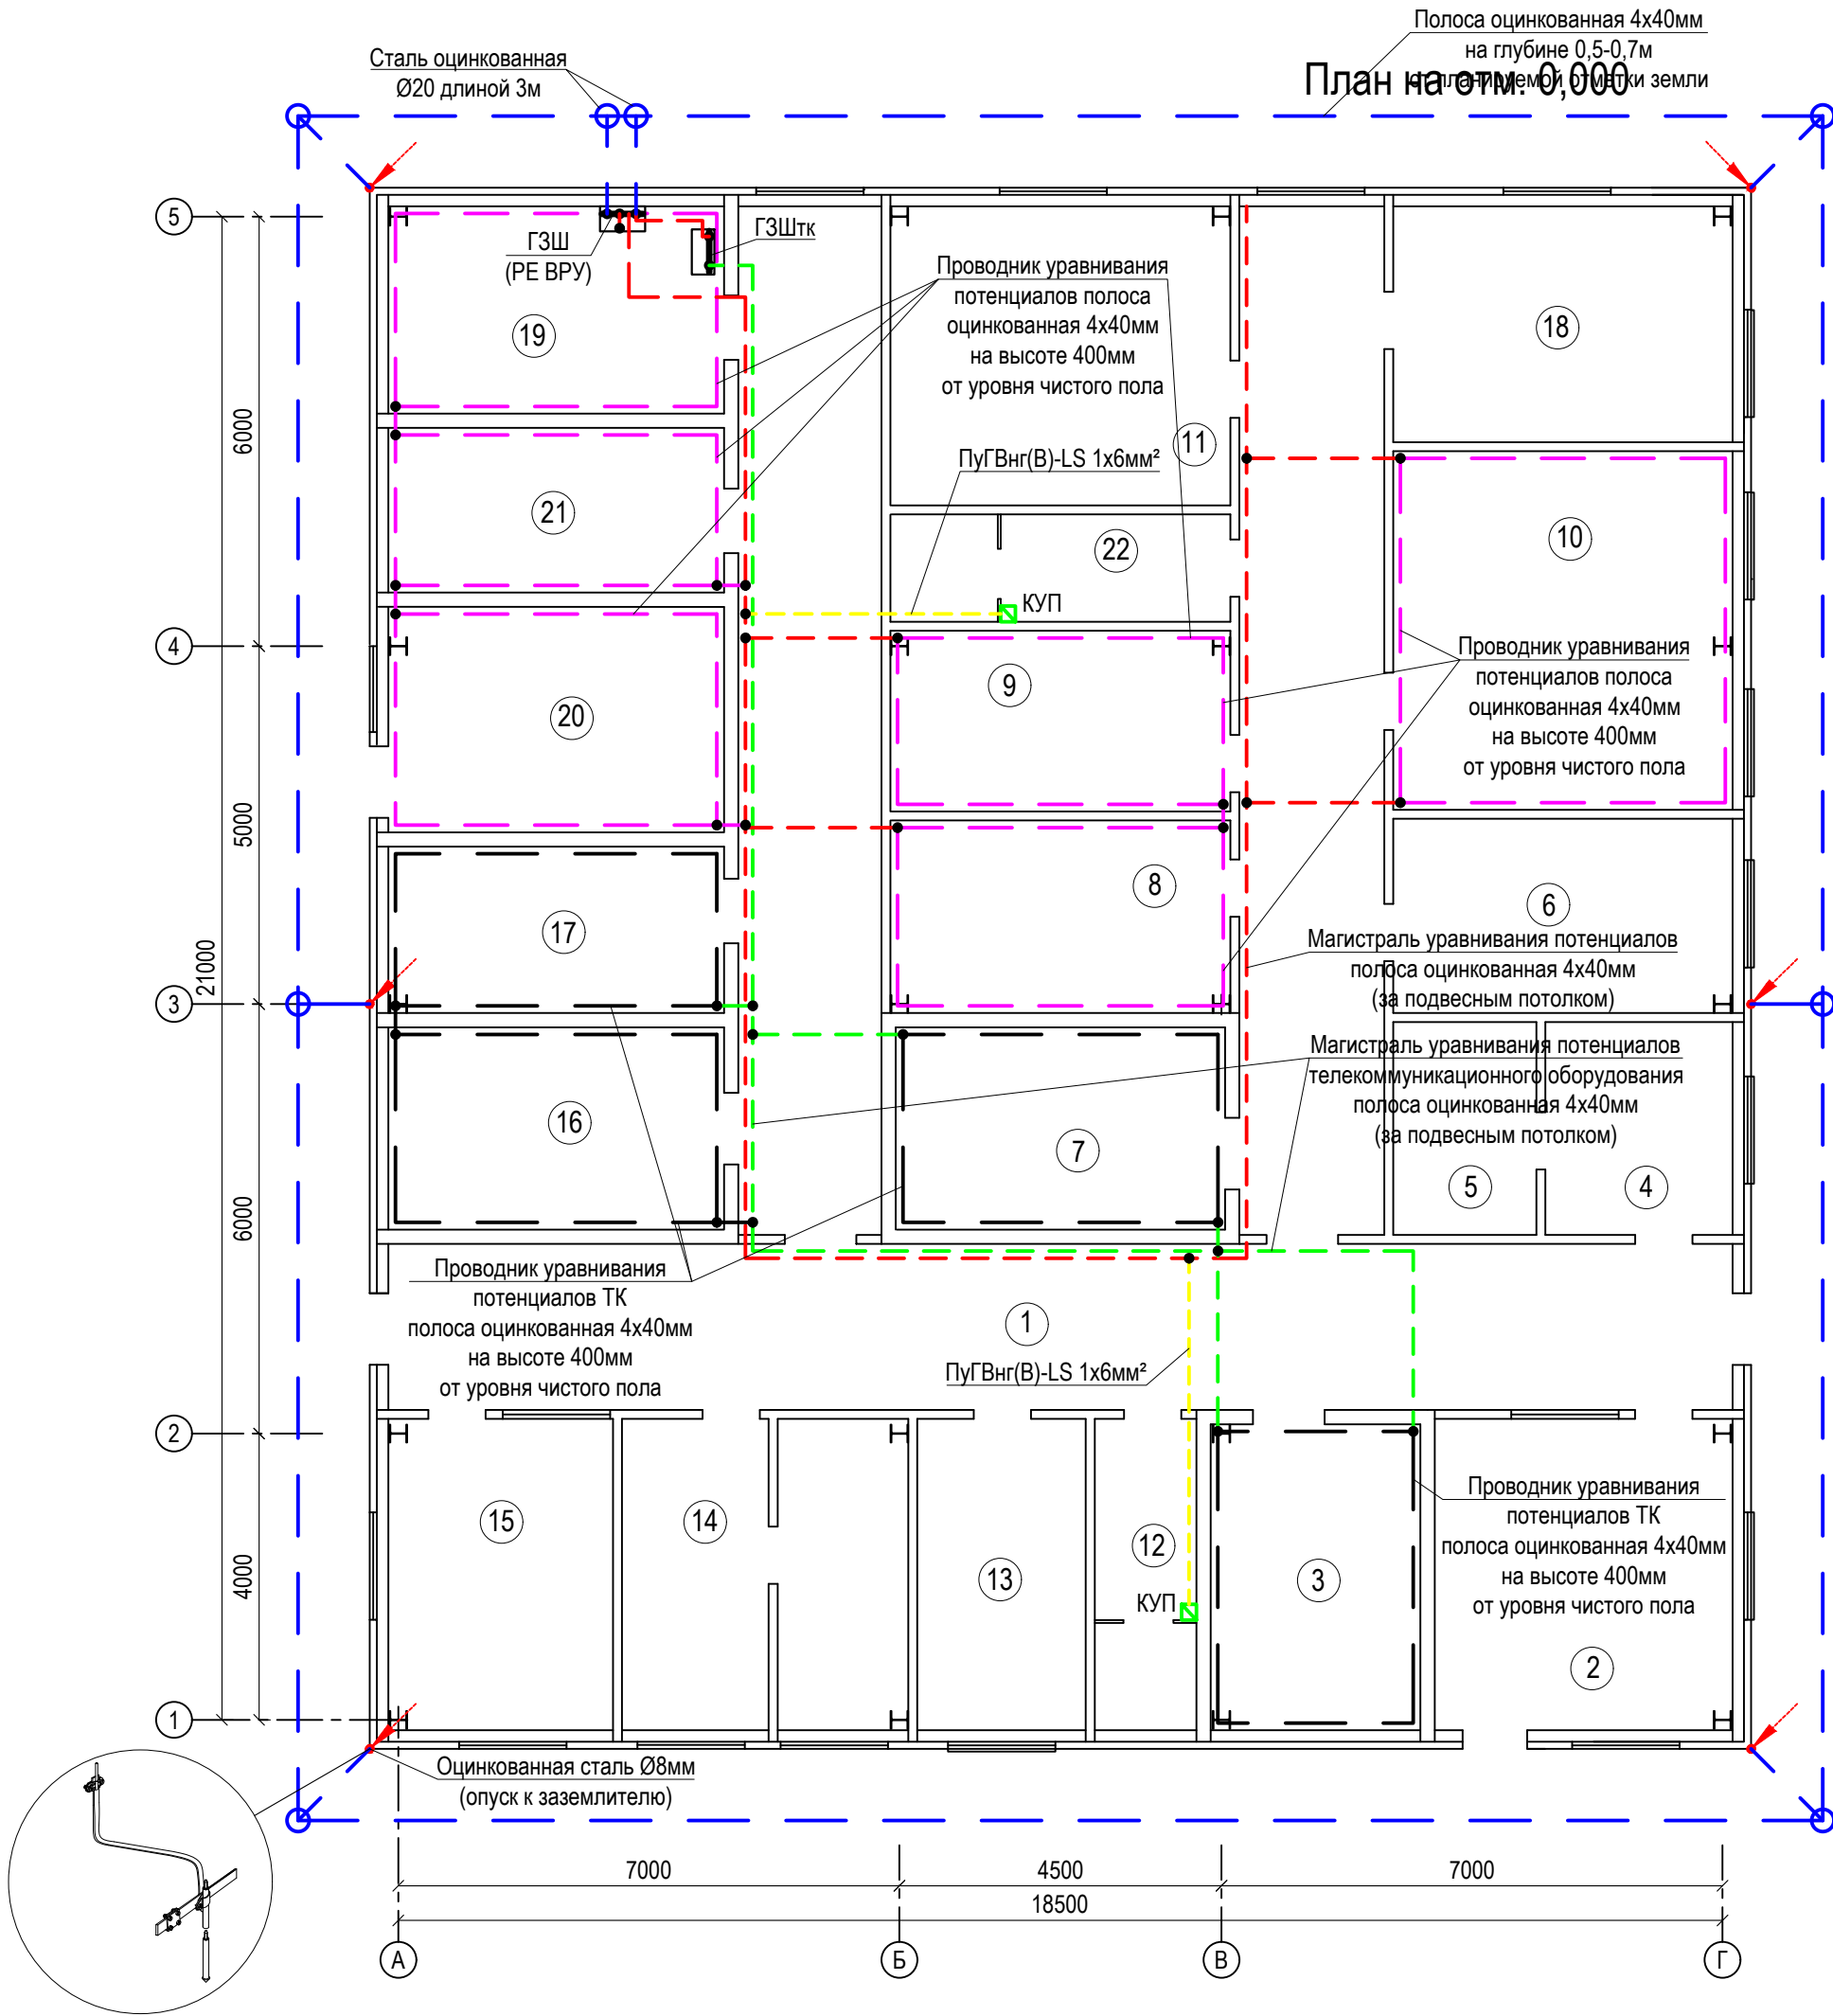 Полоса оцинкованная 4х40мм
на глубине 0,5-0,7м
от планируемой отметки земли
План на отм. 0,000
Сталь оцинкованная
Ø20 длиной 3м
ГЗШ
(РЕ ВРУ)
ГЗШтк
Проводник уравнивания
потенциалов полоса
оцинкованная 4х40мм
на высоте 400мм
от уровня чистого пола
ПуГВнг(В)-LS 1х6мм²
5
19
18
11
6000
21
22
10
КУП
4
9
Проводник уравнивания
потенциалов полоса
оцинкованная 4х40мм
на высоте 400мм
от уровня чистого пола
20
5000
8
6
17
21000
Магистраль уравнивания потенциалов
полоса оцинкованная 4х40мм
(за подвесным потолком)
3
Магистраль уравнивания потенциалов
телекоммуникационного оборудования
полоса оцинкованная 4х40мм
(за подвесным потолком)
16
7
5
4
6000
Проводник уравнивания
потенциалов ТК
полоса оцинкованная 4х40мм
на высоте 400мм
от уровня чистого пола
1
ПуГВнг(В)-LS 1х6мм²
2
15
14
13
12
КУП
3
Проводник уравнивания
потенциалов ТК
полоса оцинкованная 4х40мм
на высоте 400мм
от уровня чистого пола
2
4000
1
Оцинкованная сталь Ø8мм
(опуск к заземлителю)
7000
4500
7000
18500
А
Б
В
Г